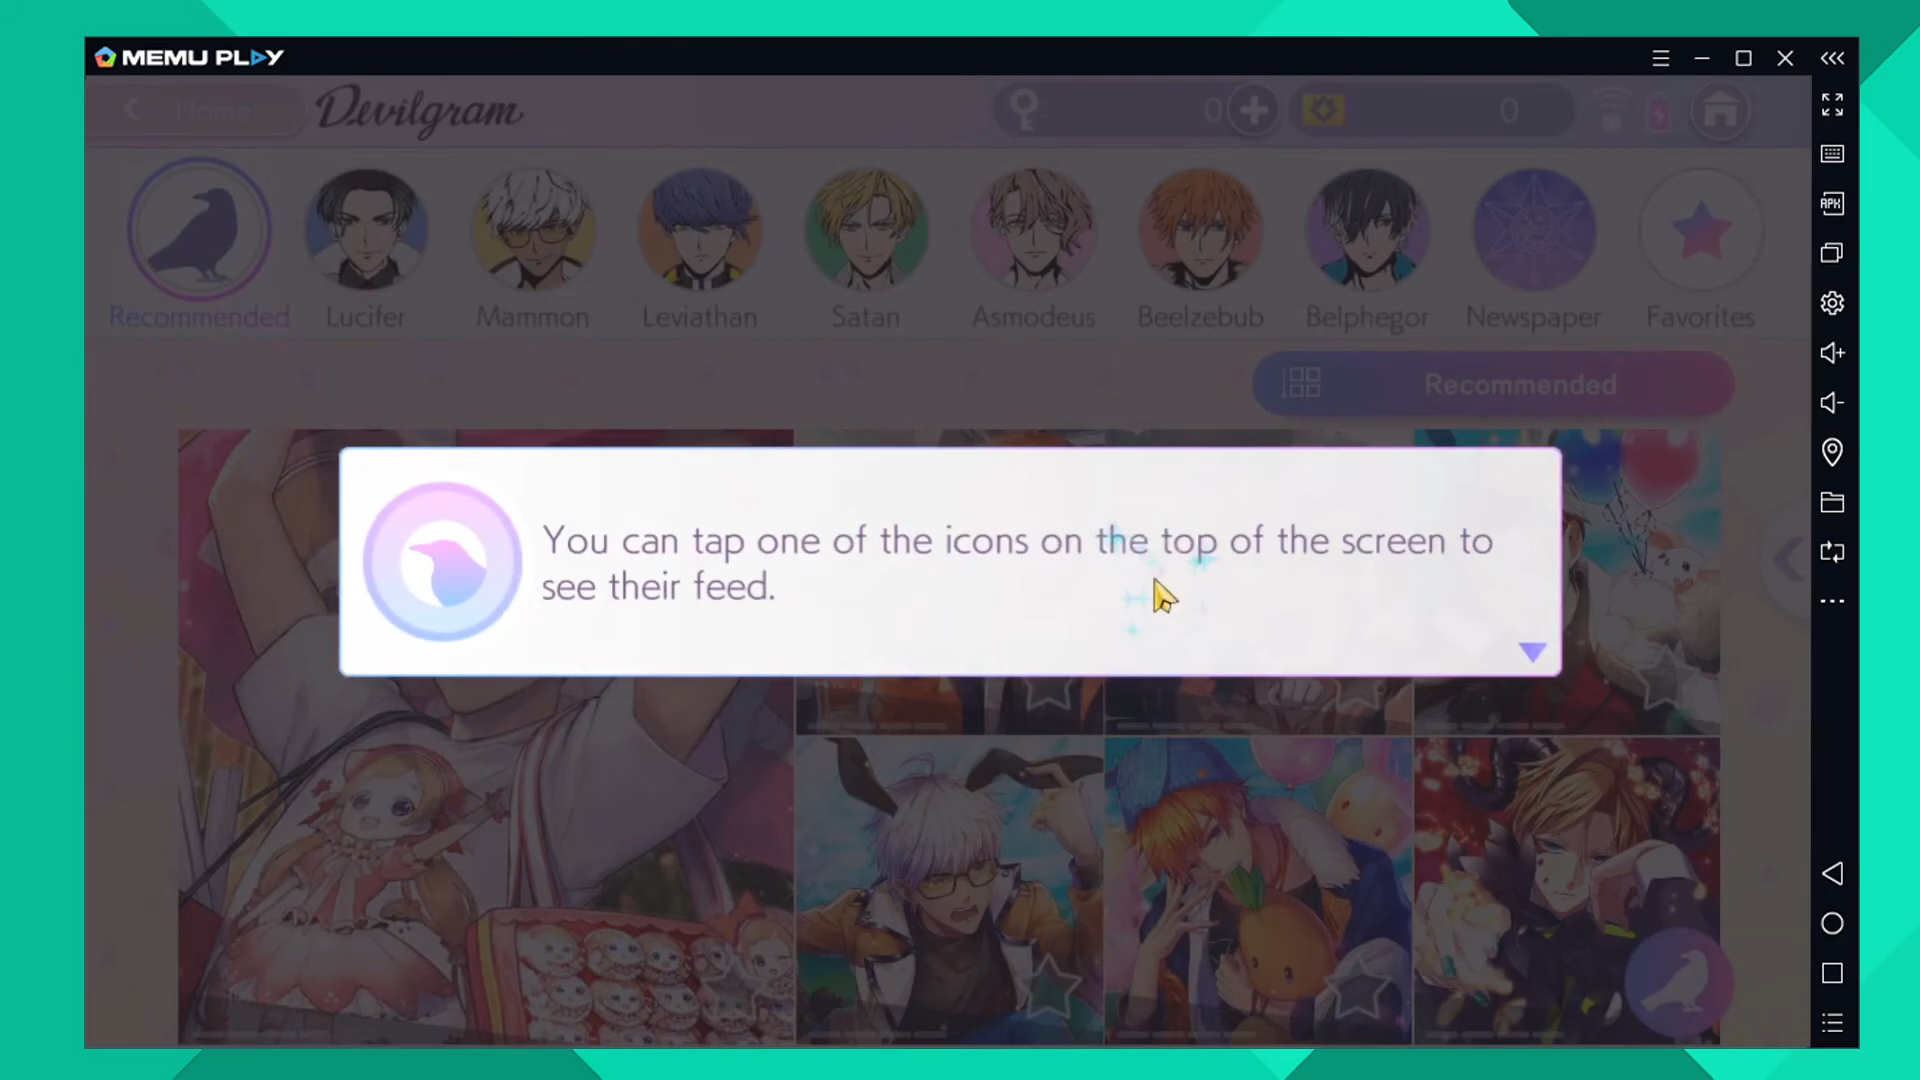 MEMU PLAY
Home
Devilgram
0
0
APK
Recommended
Lucifer
Mammon
Leviathan
Satan
Asmodeus
Beelzebub
Belphegor
Newspaper
Favorites
Recommended
You can tap one of the icons on the top of the screen to
see their feed.